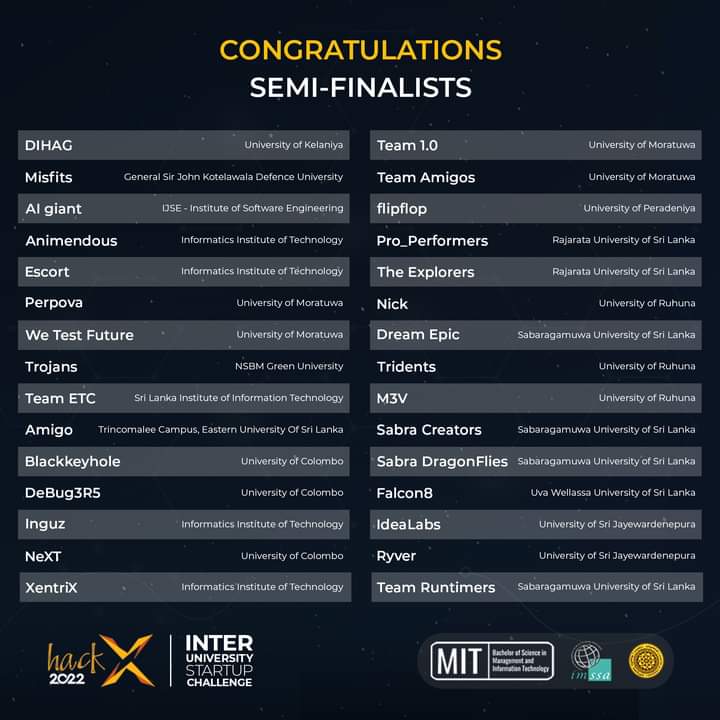 CONGRATULATIONS
SEMI-FINALISTS
DIHAG University of Kelaniya
Misfits General Sir John Kotelawala Defence University
AI giant IJSE - Institute of Software Engineering
Animendous Informatics Institute of Technology
Escort Informatics Institute of Technology
Perpova University of Moratuwa
We Test Future University of Moratuwa
Trojans NSBM Green University
Team ETC Sri Lanka Institute of Information Technology
Amigo Trincomalee Campus, Eastern University Of Sri Lanka
Blackkeyhole University of Colombo
DeBug3R5 University of Colombo
Inguz Informatics Institute of Technology
NeXT University of Colombo
XentriX Informatics Institute of Technology
Team 1.0 University of Moratuwa
Team Amigos University of Moratuwa
flipflop University of Peradeniya
Pro_Performers Rajarata University of Sri Lanka
The Explorers Rajarata University of Sri Lanka
Nick University of Ruhuna
Dream Epic Sabaragamuwa University of Sri Lanka
Tridents University of Ruhuna
M3V University of Ruhuna
Sabra Creators Sabaragamuwa University of Sri Lanka
Sabra DragonFlies Sabaragamuwa University of Sri Lanka
Falcon8 Uva Wellassa University of Sri Lanka
IdeaLabs University of Sri Jayewardenepura
Ryver University of Sri Jayewardenepura
Team Runtimers Sabaragamuwa University of Sri Lanka
hackX
2022
INTER
UNIVERSITY
STARTUP
CHALLENGE
MIT
Bachelor of Science in
Management and
Information Technology
imssa